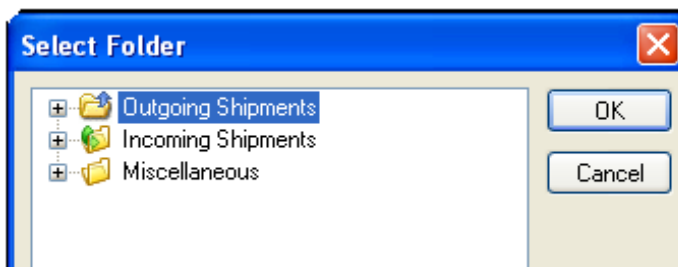 Select Folder
Outgoing Shipments
OK
Incoming Shipments
Miscellaneous
Cancel